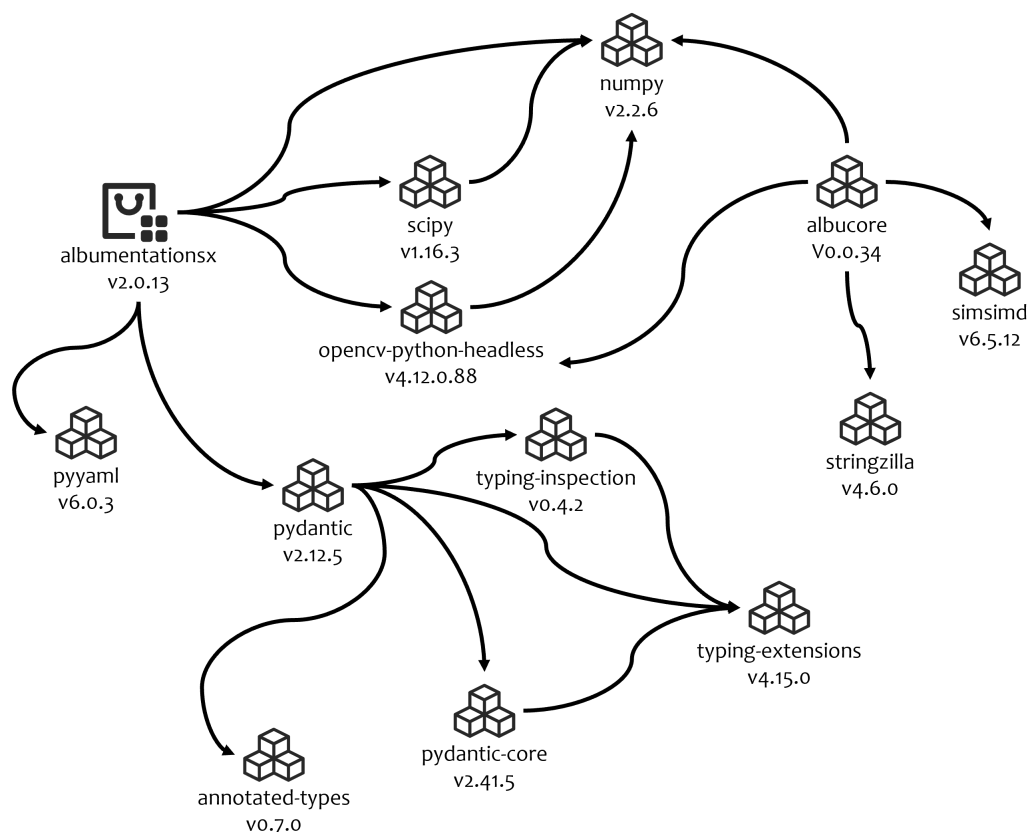 numpy
v2.2.6
scipy
v1.16.3
albucore
V0.0.34
albumentationsx
v2.0.13
simsimd
v6.5.12
opencv-python-headless
v4.12.0.88
stringzilla
v4.6.0
pyyaml
v6.0.3
typing-inspection
v0.4.2
pydantic
v2.12.5
typing-extensions
v4.15.0
pydantic-core
v2.41.5
annotated-types
v0.7.0